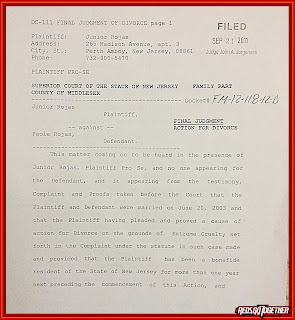 DC-111 FINAL JUDGMENT OF DIVORCE page 1
FILED
SEP 21 2011
Plaintiff: Junior Rojas
Address: 265 Madison Avenue, apt. 3
City, St.: Perth Amboy, New Jersey, 08861
Phone: 732-900-5470
PLAINTIFF PRO-SE
SUPERIOR COURT OF THE STATE OF NEW JERSEY FAMILY PART
COUNTY OF MIDDLESEX
Docket# FM-12-118-12-D
Junior Rojas
Plaintiff,
FINAL JUDGMENT
-- against -- ACTION FOR DIVORCE
Paola Rojas,
Defendant.
This matter coming on to be heard in the presence of
Junior Rojas, Plaintiff Pro Se, and no one appearing for
the Defendant, and it appearing from the testimony,
Complaint and Proofs taken before the Court that the
Plaintiff and Defendant were married on June 20, 2003 and
that the Plaintiff having pleaded and proved a cause of
action for Divorce on the grounds of Extreme Cruelty, set
forth in the Complaint under the statute in such case made
and provided that the Plaintiff has been a bonafide
resident of the State of New Jersey for more than one year
next preceding the commencement of this Action, and